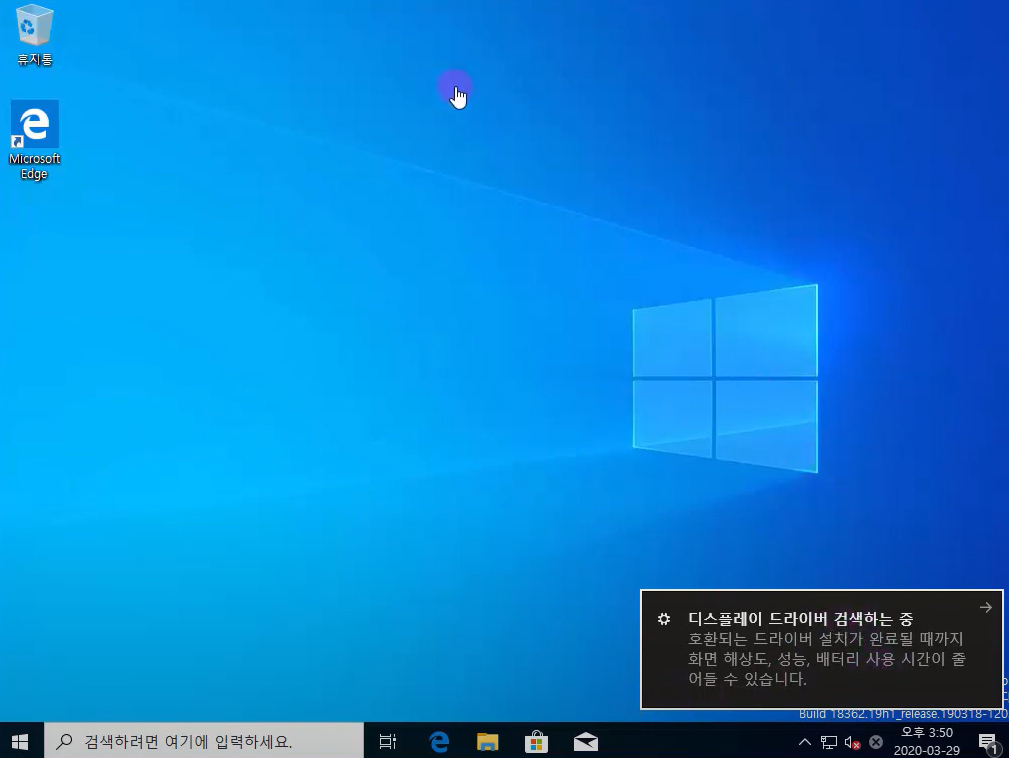 휴지통
Microsoft
Edge
디스플레이 드라이버 검색하는 중
호환되는 드라이버 설치가 완료될 때까지
화면 해상도, 성능, 배터리 사용 시간이 줄
어들 수 있습니다.
Build 18362.19h1_release.190318-120
검색하려면 여기에 입력하세요.
오후 3:50
2020-03-29
1